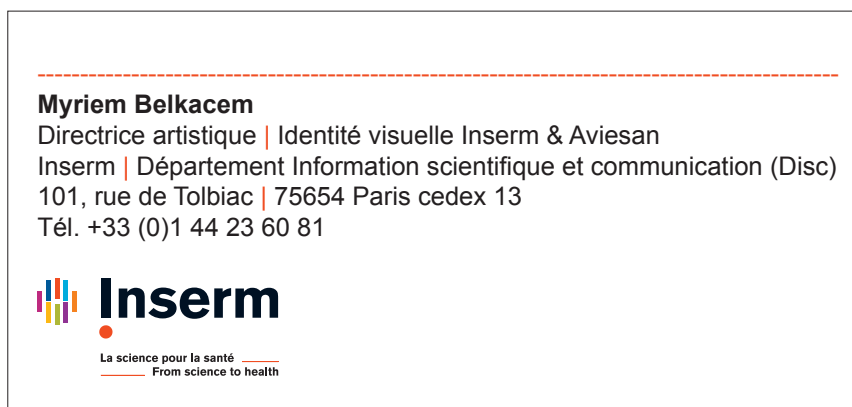 Myriem Belkacem
Directrice artistique | Identité visuelle Inserm & Aviesan
Inserm | Département Information scientifique et communication (Disc)
101, rue de Tolbiac | 75654 Paris cedex 13
Tél. +33 (0)1 44 23 60 81
Inserm
La science pour la santé
From science to health